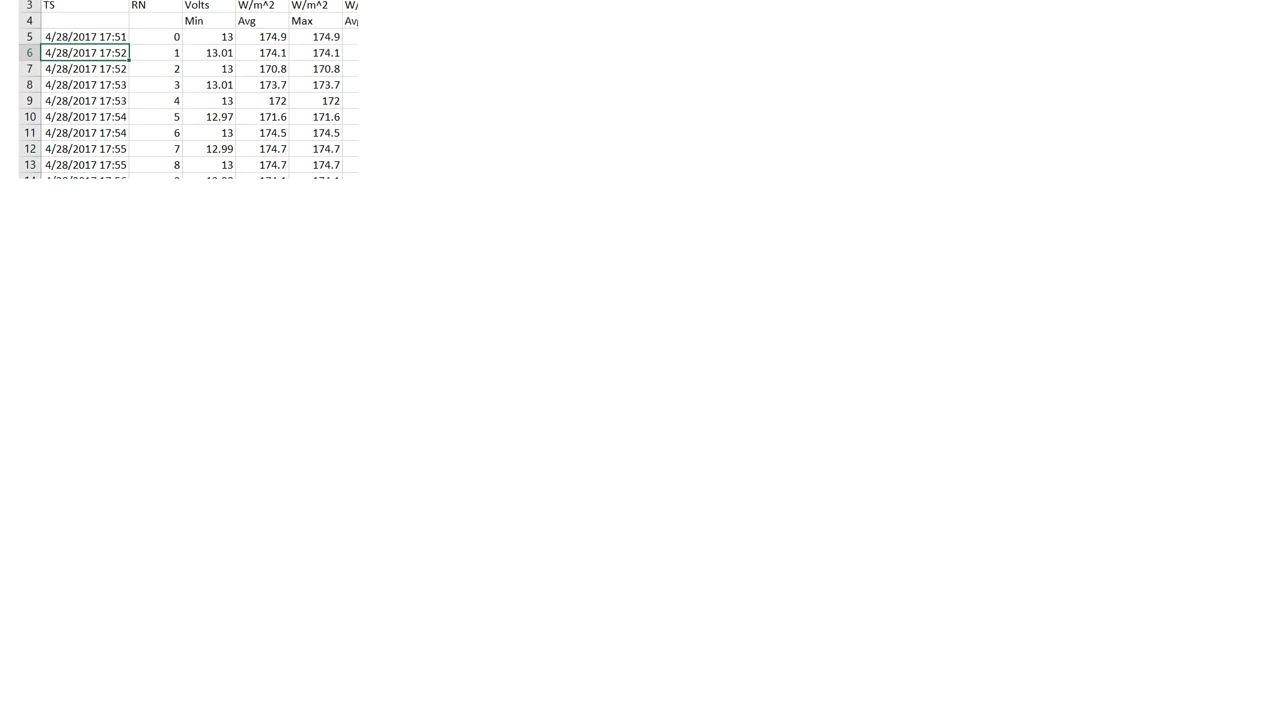 3 TS RN Volts W/m^2 W/m^2 W/
4 Min Avg Max Avg
5 4/28/2017 17:51 0 13 174.9 174.9
6 4/28/2017 17:52 1 13.01 174.1 174.1
7 4/28/2017 17:52 2 13 170.8 170.8
8 4/28/2017 17:53 3 13.01 173.7 173.7
9 4/28/2017 17:53 4 13 172 172
10 4/28/2017 17:54 5 12.97 171.6 171.6
11 4/28/2017 17:54 6 13 174.5 174.5
12 4/28/2017 17:55 7 12.99 174.7 174.7
13 4/28/2017 17:55 8 13 174.7 174.7